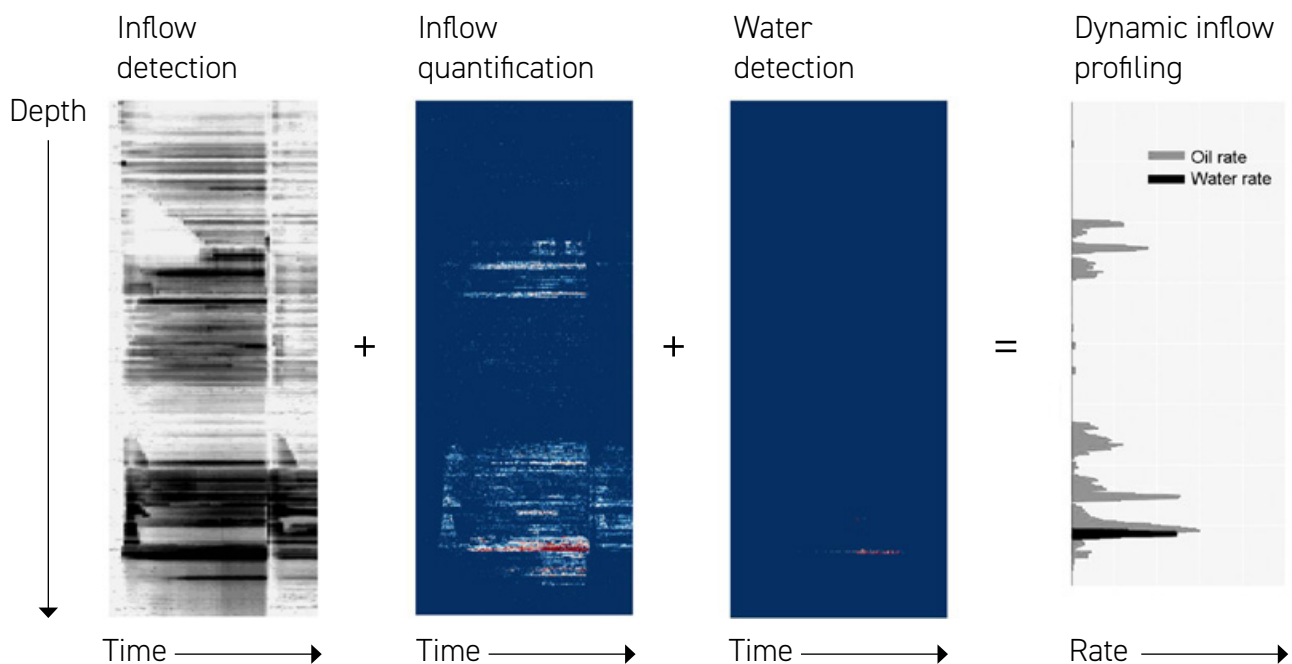 Inflow
detection
Inflow
quantification
Water
detection
Dynamic inflow
profiling
Depth
Oil rate
Water rate
+
+
=
Time
Time
Time
Rate